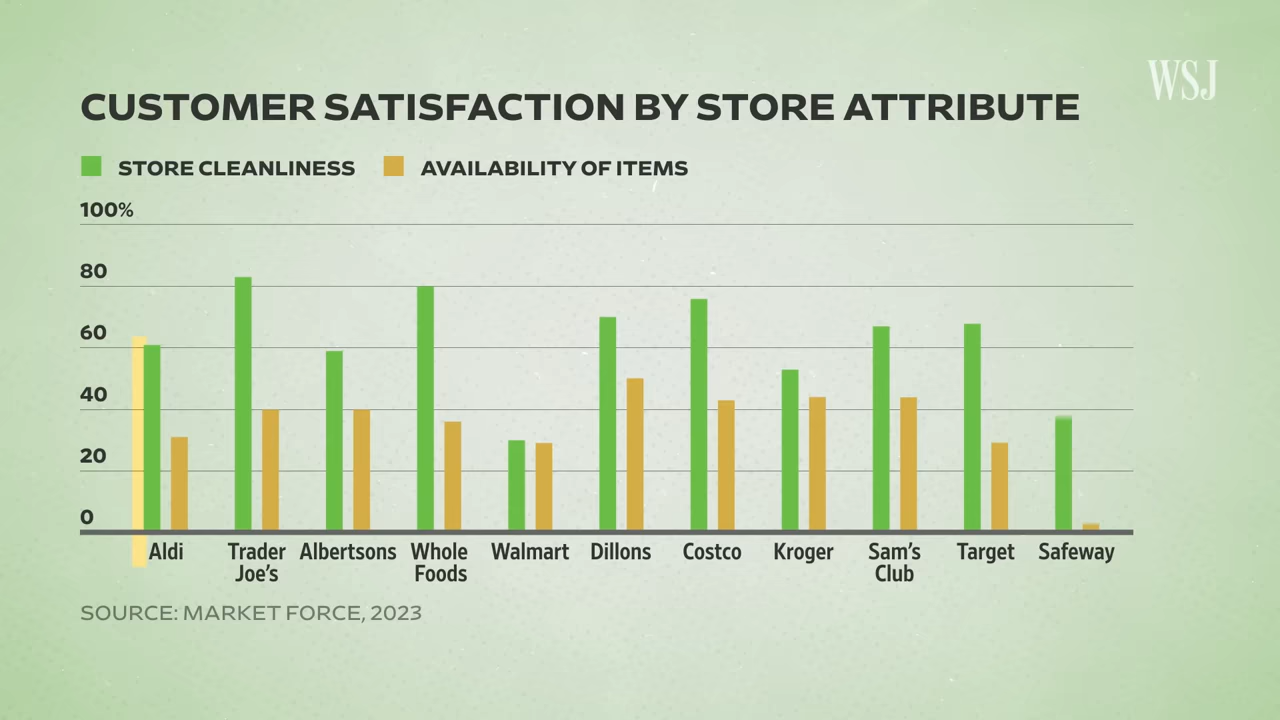 WSJ
CUSTOMER SATISFACTION BY STORE ATTRIBUTE
STORE CLEANLINESS AVAILABILITY OF ITEMS
100%
80
60
40
20
0
Aldi Trader Joe's Albertsons Whole Foods Walmart Dillons Costco Kroger Sam's Club Target Safeway
SOURCE: MARKET FORCE, 2023